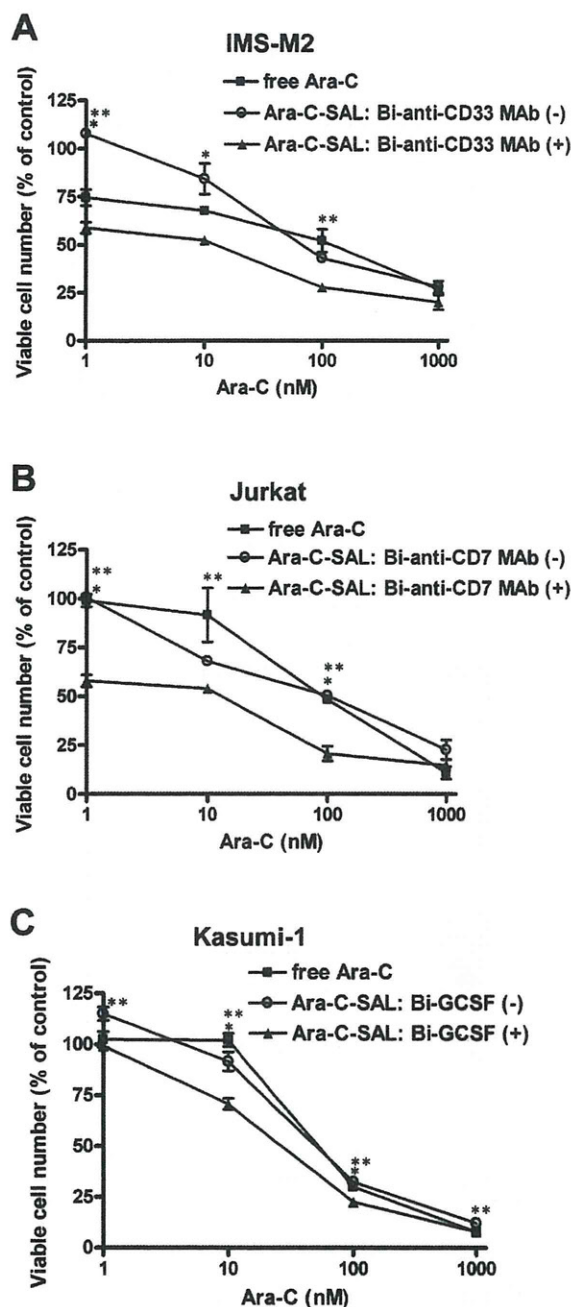 A
IMS-M2
free Ara-C
Ara-C-SAL: Bi-anti-CD33 MAb (-)
Ara-C-SAL: Bi-anti-CD33 MAb (+)
Viable cell number (% of control)
125
100
75
50
25
0
**
*
*
**
1 10 100 1000
Ara-C (nM)
B
Jurkat
free Ara-C
Ara-C-SAL: Bi-anti-CD7 MAb (-)
Ara-C-SAL: Bi-anti-CD7 MAb (+)
Viable cell number (% of control)
125
100
75
50
25
0
**
*
**
**
*
1 10 100 1000
Ara-C (nM)
C
Kasumi-1
free Ara-C
Ara-C-SAL: Bi-GCSF (-)
Ara-C-SAL: Bi-GCSF (+)
Viable cell number (% of control)
125
100
75
50
25
0
**
**
*
**
*
**
1 10 100 1000
Ara-C (nM)